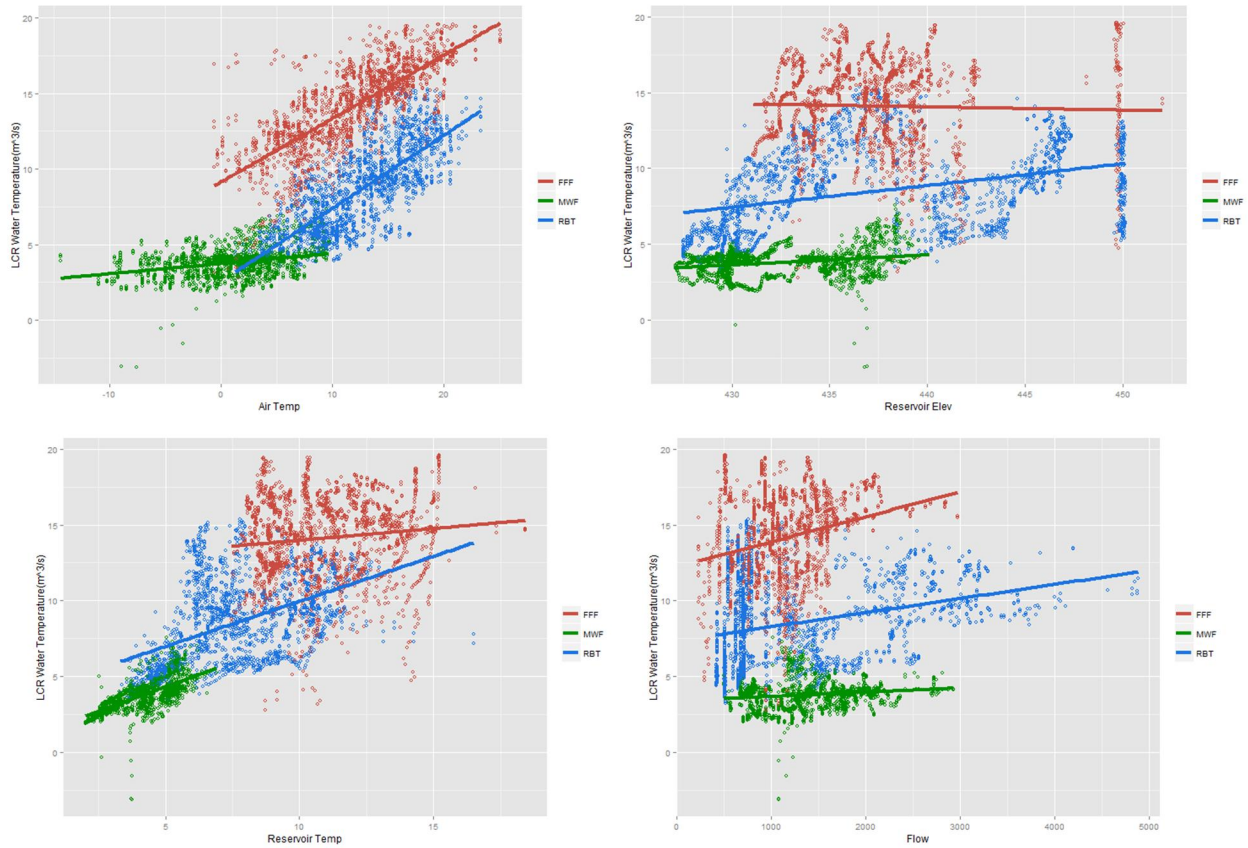 20
15
10
5
0
LCR Water Temperature(m^3/s)
-10
0
10
20
Air Temp
FFF
MWF
RBT
20
15
10
5
0
LCR Water Temperature(m^3/s)
430
435
440
445
450
Reservoir Elev
FFF
MWF
RBT
20
15
10
5
0
LCR Water Temperature(m^3/s)
5
10
15
Reservoir Temp
FFF
MWF
RBT
20
15
10
5
0
LCR Water Temperature(m^3/s)
0
1000
2000
3000
4000
5000
Flow
FFF
MWF
RBT